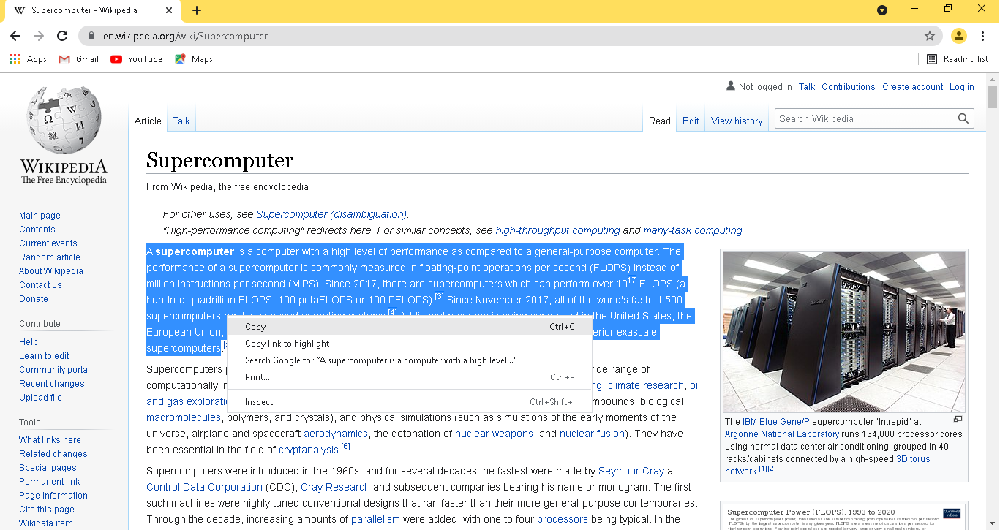 Supercomputer - Wikipedia
en.wikipedia.org/wiki/Supercomputer
Apps Gmail YouTube Maps Reading list
Not logged in Talk Contributions Create account Log in
Article Talk Read Edit View history Search Wikipedia
WIKIPEDIA
The Free Encyclopedia
Main page
Contents
Current events
Random article
About Wikipedia
Contact us
Donate
Contribute
Help
Learn to edit
Community portal
Recent changes
Upload file
Tools
What links here
Related changes
Special pages
Permanent link
Page information
Cite this page
Wikidata item
Supercomputer
From Wikipedia, the free encyclopedia
For other uses, see Supercomputer (disambiguation).
"High-performance computing" redirects here. For similar concepts, see high-throughput computing and many-task computing.
A supercomputer is a computer with a high level of performance as compared to a general-purpose computer. The
performance of a supercomputer is commonly measured in floating-point operations per second (FLOPS) instead of
million instructions per second (MIPS). Since 2017, there are supercomputers which can perform over 10^17 FLOPS (a
hundred quadrillion FLOPS, 100 petaFLOPS or 100 PFLOPS).[3] Since November 2017, all of the world's fastest 500
supercomputers run Linux-based operating systems.[4] Additional research is being conducted in the United States, the
European Union, erior exascale
supercomputers.
Copy Ctrl+C
Copy link to highlight
Search Google for "A supercomputer is a computer with a high level..."
Print... Ctrl+P
Inspect Ctrl+Shift+I
Supercomputers wide range of
computationally in climate research, oil
and gas explorati mpounds, biological
macromolecules, polymers, and crystals), and physical simulations (such as simulations of the early moments of the
universe, airplane and spacecraft aerodynamics, the detonation of nuclear weapons, and nuclear fusion). They have
been essential in the field of cryptanalysis.[6]
Supercomputers were introduced in the 1960s, and for several decades the fastest were made by Seymour Cray at
Control Data Corporation (CDC), Cray Research and subsequent companies bearing his name or monogram. The first
such machines were highly tuned conventional designs that ran faster than their more general-purpose contemporaries.
Through the decade, increasing amounts of parallelism were added, with one to four processors being typical. In the
The IBM Blue Gene/P supercomputer "Intrepid" at
Argonne National Laboratory runs 164,000 processor cores
using normal data center air conditioning, grouped in 40
racks/cabinets connected by a high-speed 3D torus
network.[1][2]
Supercomputer Power (FLOPS), 1993 to 2020
Our World
in Data